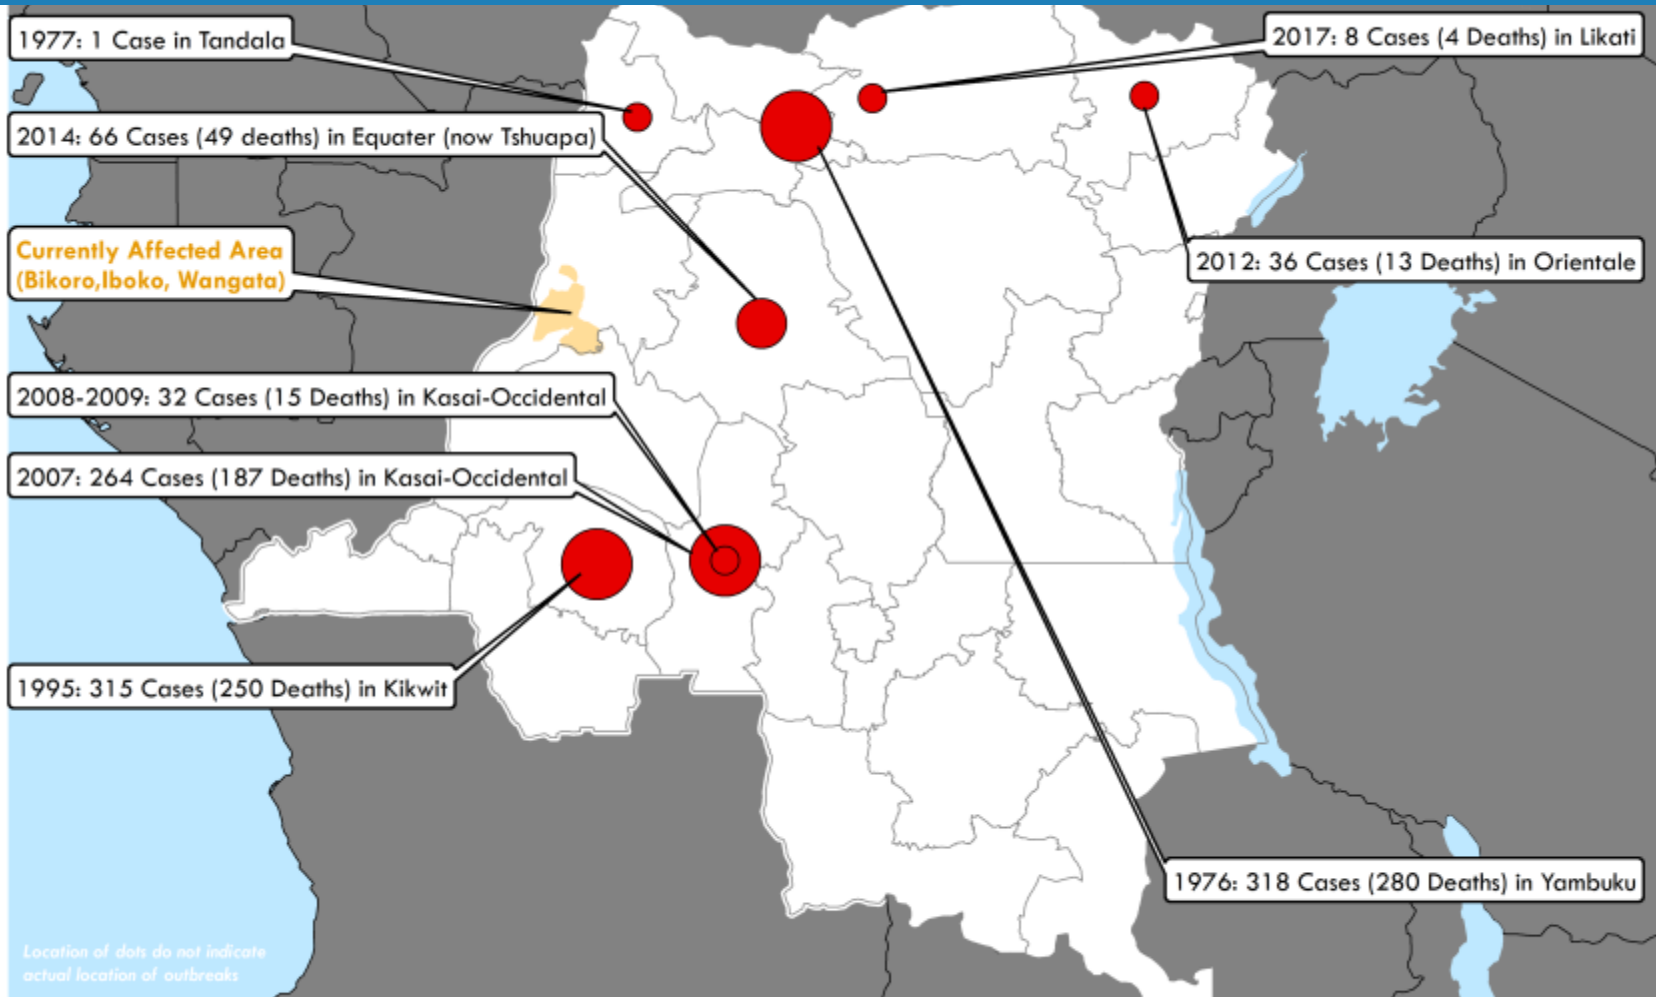 1977: 1 Case in Tandala
2017: 8 Cases (4 Deaths) in Likati
2014: 66 Cases (49 deaths) in Equater (now Tshuapa)
Currently Affected Area
(Bikoro,Iboko, Wangata)
2012: 36 Cases (13 Deaths) in Orientale
2008-2009: 32 Cases (15 Deaths) in Kasai-Occidental
2007: 264 Cases (187 Deaths) in Kasai-Occidental
1995: 315 Cases (250 Deaths) in Kikwit
1976: 318 Cases (280 Deaths) in Yambuku
Location of dots do not indicate
actual location of outbreaks